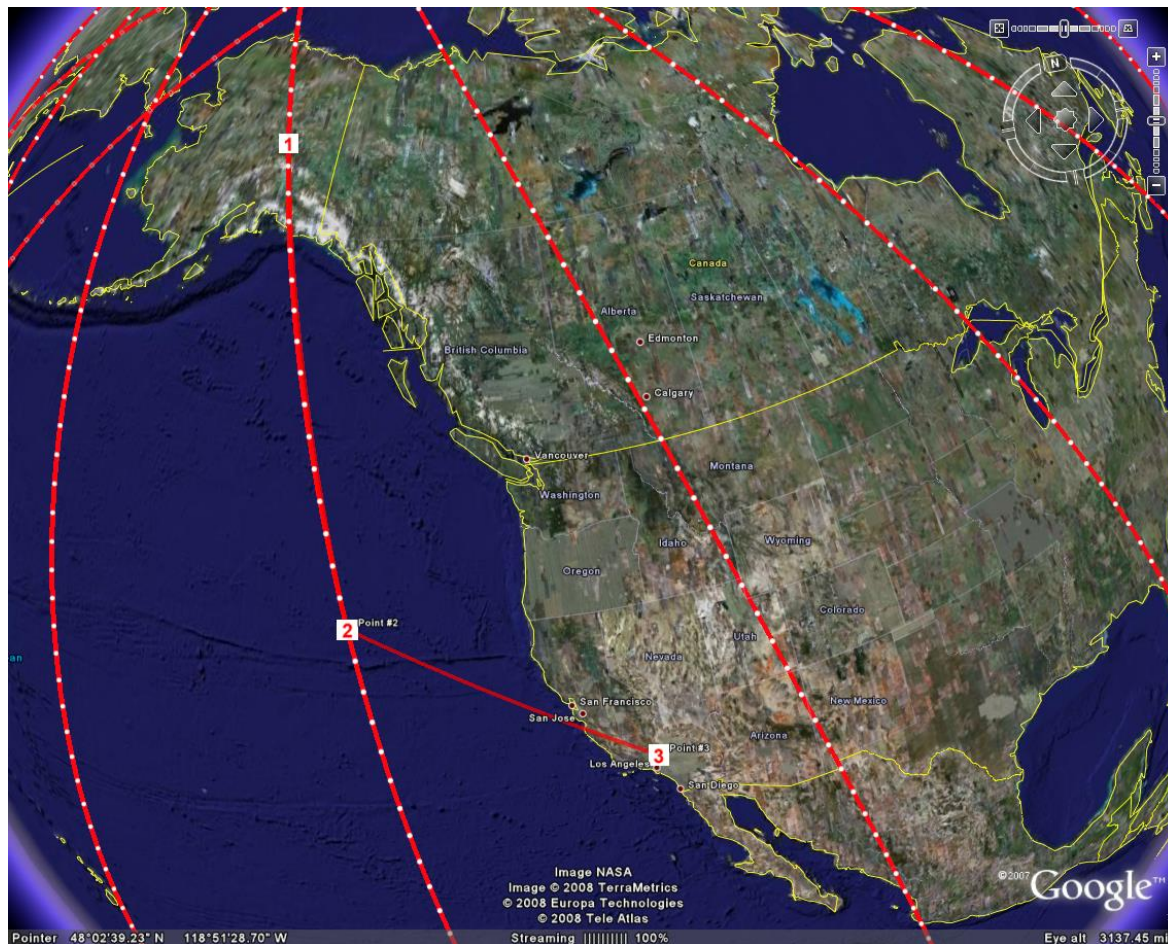 N
1
Canada
Alberta
Saskatchewan
Edmonton
British Columbia
Calgary
Vancouver
Montana
Washington
Idaho
Wyoming
Oregon
Colorado
2 Point #2
Utah
ean
Nevada
San Francisco
New Mexico
San Jose
Arizona
3 Point #3
Los Angeles
San Diego
Image NASA
Image © 2008 TerraMetrics
© 2008 Europa Technologies
© 2008 Tele Atlas
©2007 Google™
Pointer 48°02'39.23" N 118°51'28.70" W Streaming |||||||||| 100% Eye alt 3137.45 mi